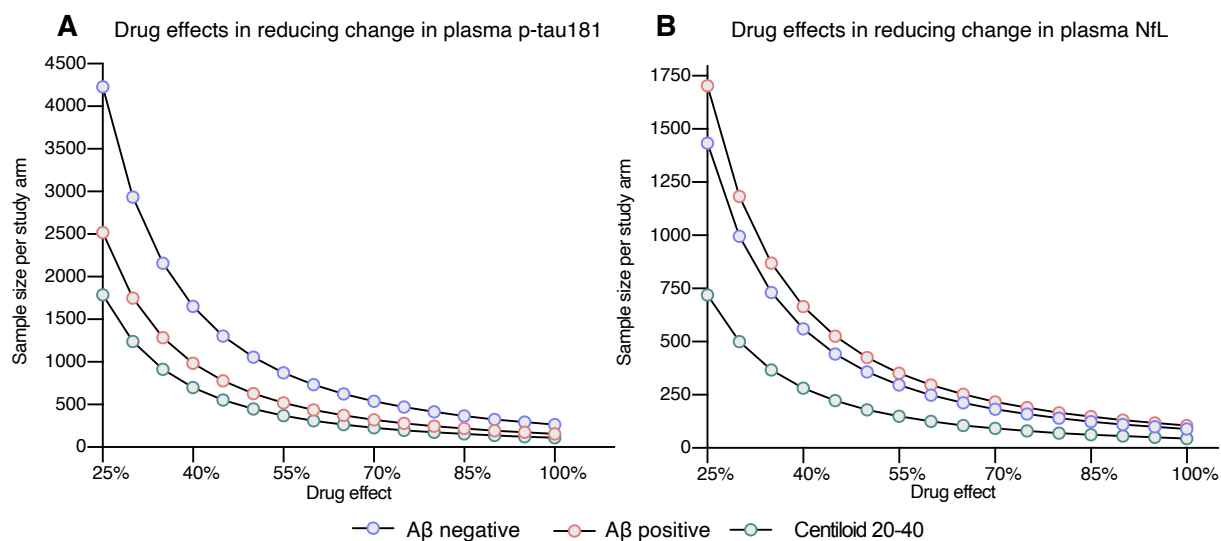 A Drug effects in reducing change in plasma p-tau181
4500
4000
3500
3000
2500
2000
1500
1000
500
0
Sample size per study arm
25% 40% 55% 70% 85% 100%
Drug effect
B Drug effects in reducing change in plasma NfL
1750
1500
1250
1000
750
500
250
0
Sample size per study arm
25% 40% 55% 70% 85% 100%
Drug effect
Aβ negative Aβ positive Centiloid 20-40